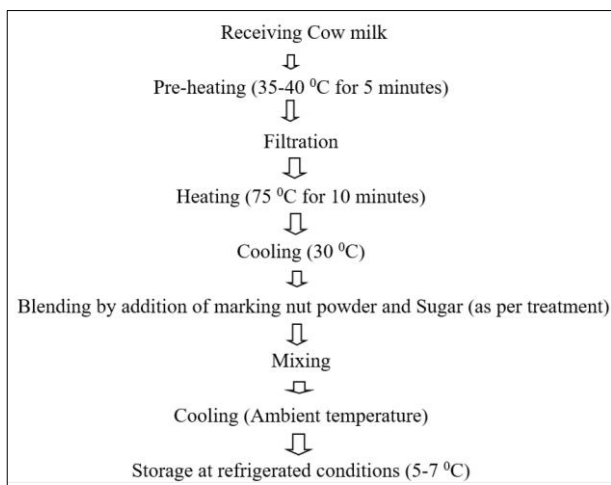 Receiving Cow milk
Pre-heating (35-40 ⁰C for 5 minutes)
Filtration
Heating (75 ⁰C for 10 minutes)
Cooling (30 ⁰C)
Blending by addition of marking nut powder and Sugar (as per treatment)
Mixing
Cooling (Ambient temperature)
Storage at refrigerated conditions (5-7 ⁰C)